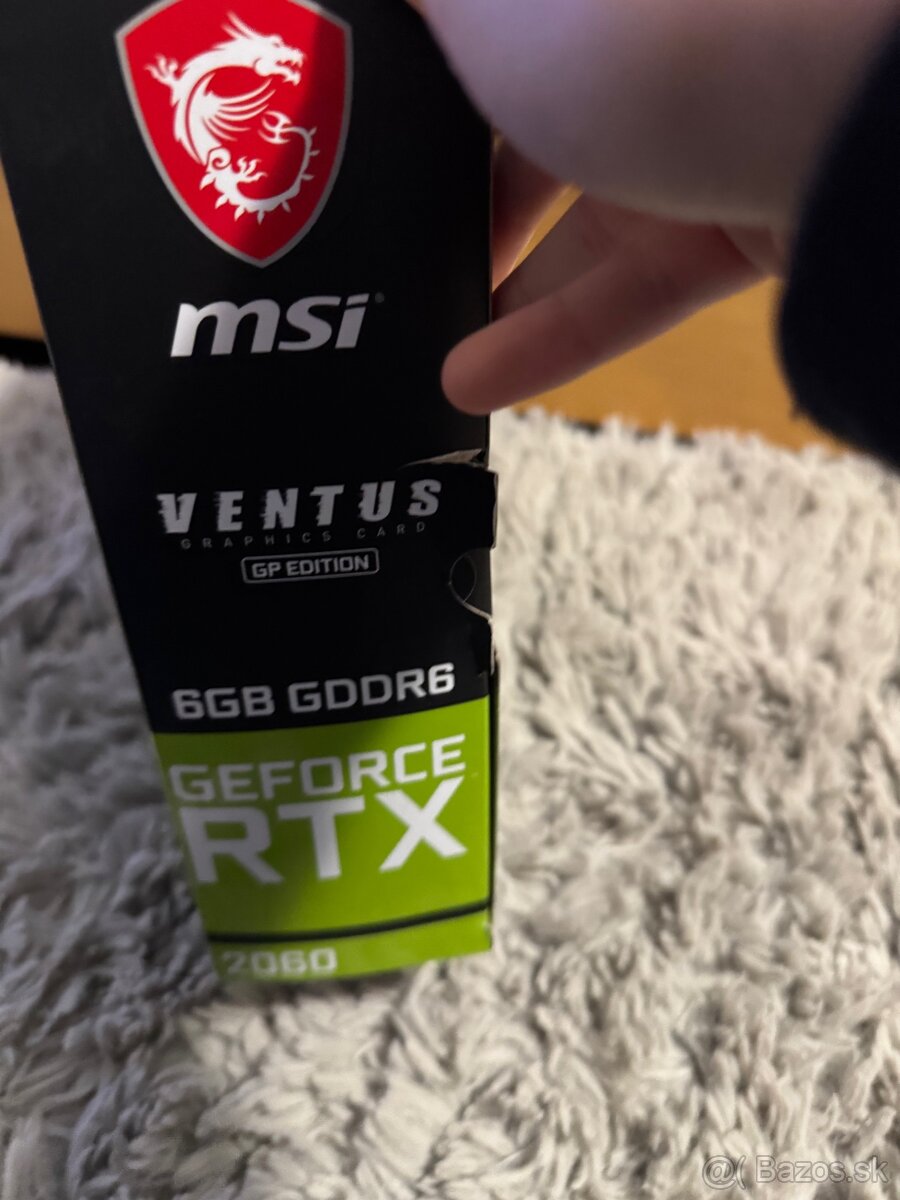 msi
VENTUS
GRAPHICS CARD
GP EDITION
6GB GDDR6
GEFORCE
RTX
2060
@( Bazos.sk